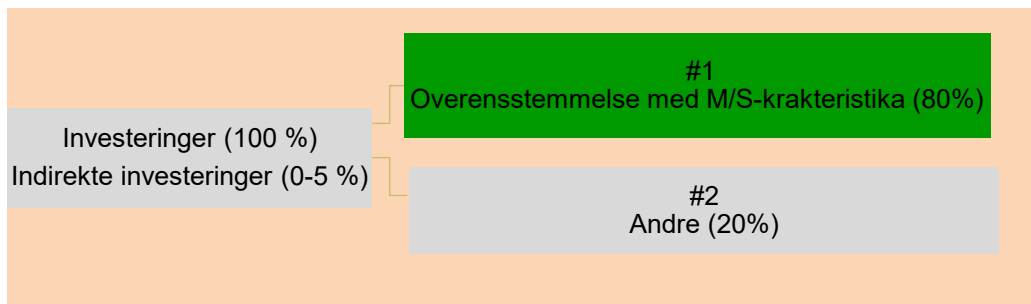 #1
Overensstemmelse med M/S-krakteristika (80%)
Investeringer (100 %)
Indirekte investeringer (0-5 %)
#2
Andre (20%)